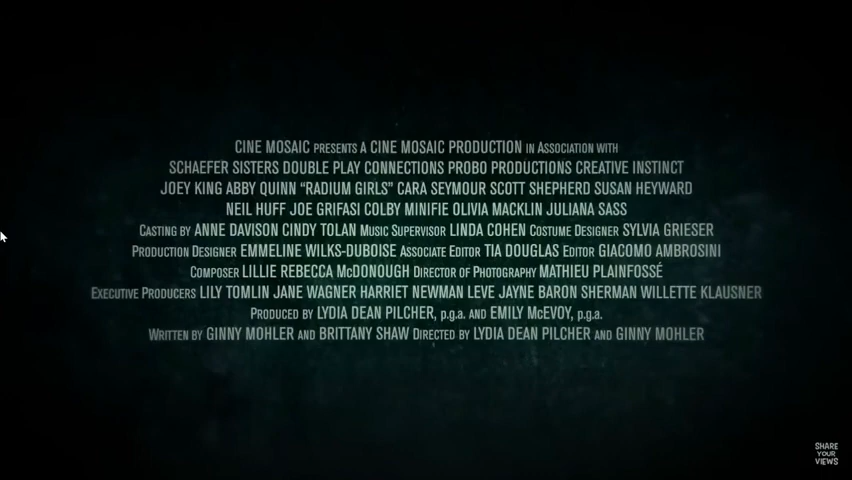 CINE MOSAIC PRESENTS A CINE MOSAIC PRODUCTION IN ASSOCIATION WITH
SCHAEFER SISTERS DOUBLE PLAY CONNECTIONS PROBO PRODUCTIONS CREATIVE INSTINCT
JOEY KING ABBY QUINN “RADIUM GIRLS” CARA SEYMOUR SCOTT SHEPHERD SUSAN HEYWARD
NEIL HUFF JOE GRIFASI COLBY MINIFIE OLIVIA MACKLIN JULIANA SASS
CASTING BY ANNE DAVISON CINDY TOLAN MUSIC SUPERVISOR LINDA COHEN COSTUME DESIGNER SYLVIA GRIESER
PRODUCTION DESIGNER EMMELINE WILKS-DUBOISE ASSOCIATE EDITOR TIA DOUGLAS EDITOR GIACOMO AMBROSINI
COMPOSER LILLIE REBECCA McDONOUGH DIRECTOR OF PHOTOGRAPHY MATHIEU PLAINFOSSÉ
EXECUTIVE PRODUCERS LILY TOMLIN JANE WAGNER HARRIET NEWMAN LEVE JAYNE BARON SHERMAN WILLETTE KLAUSNER
PRODUCED BY LYDIA DEAN PILCHER, p.g.a. AND EMILY McEVOY, p.g.a.
WRITTEN BY GINNY MOHLER AND BRITTANY SHAW DIRECTED BY LYDIA DEAN PILCHER AND GINNY MOHLER
SHARE
YOUR
VIEWS